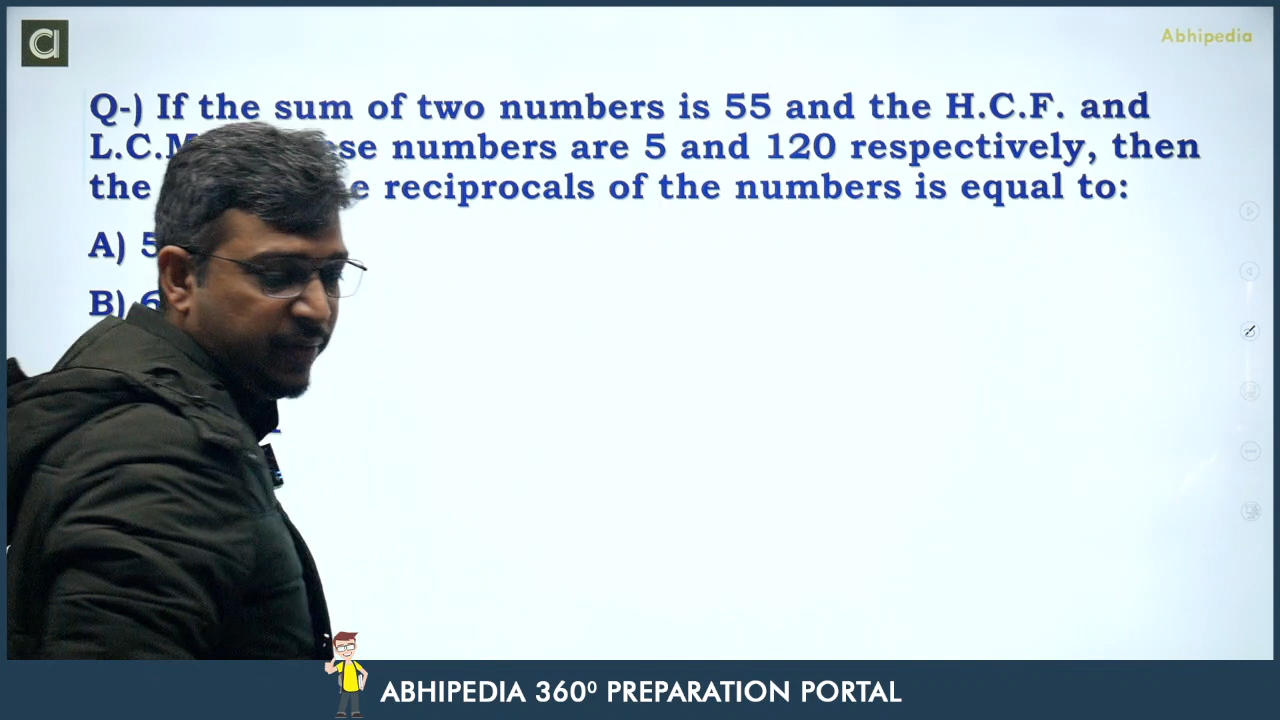 Abhipedia
Q-) If the sum of two numbers is 55 and the H.C.F. and
L.C.M numbers are 5 and 120 respectively, then
the reciprocals of the numbers is equal to:
A) 5
B) 6
ABHIPEDIA 360⁰ PREPARATION PORTAL